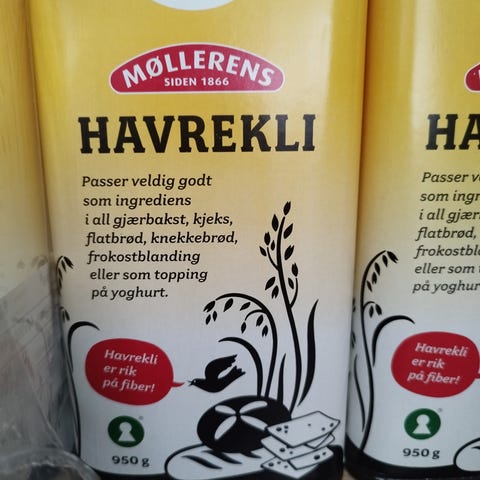 MØLLERENS
SIDEN 1866
HAVREKLI
Passer veldig godt
som ingrediens
i all gjærbakst, kjeks,
flatbrød, knekkebrød,
frokostblanding
eller som topping
på yoghurt.
Havrekli
er rik
på fiber!
950 g
HA
Passer v
som ingr
i all gjær
flatbrød,
frokostbla
eller som
på yoghur
Havrekli
er rik
på fiber!
950 g